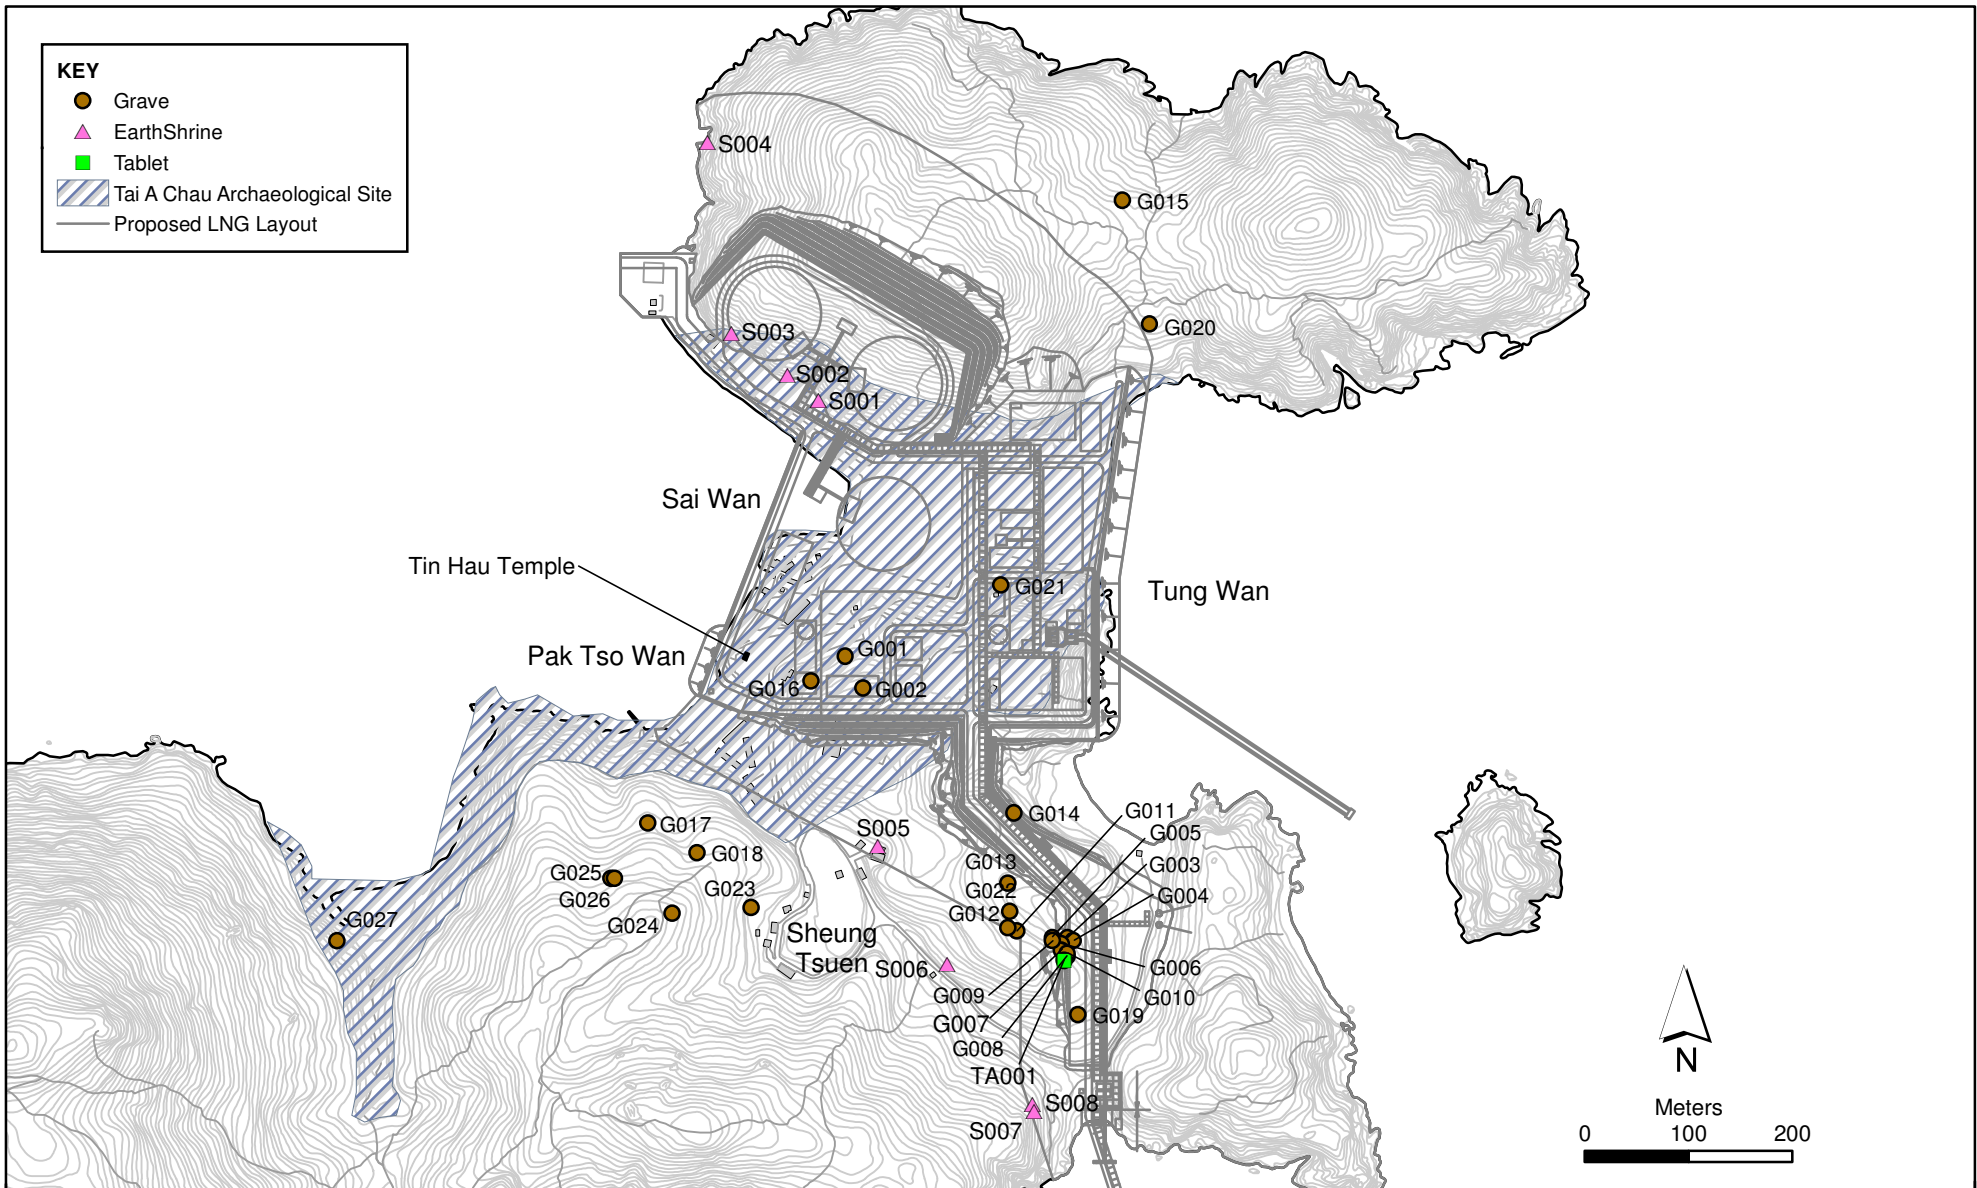 KEY
Grave
EarthShrine
Tablet
Tai A Chau Archaeological Site
Proposed LNG Layout
S004
G015
G020
S003
S002
S001
Sai Wan
Tin Hau Temple
G021
Tung Wan
Pak Tso Wan
G001
G016
G002
G014
G011
G017
S005
G005
G018
G013
G003
G025
G026
G023
G022
G004
G027
G024
G012
Sheung
Tsuen
S006
G006
G009
G010
G007
G019
G008
TA001
S008
S007
N
Meters
0 100 200